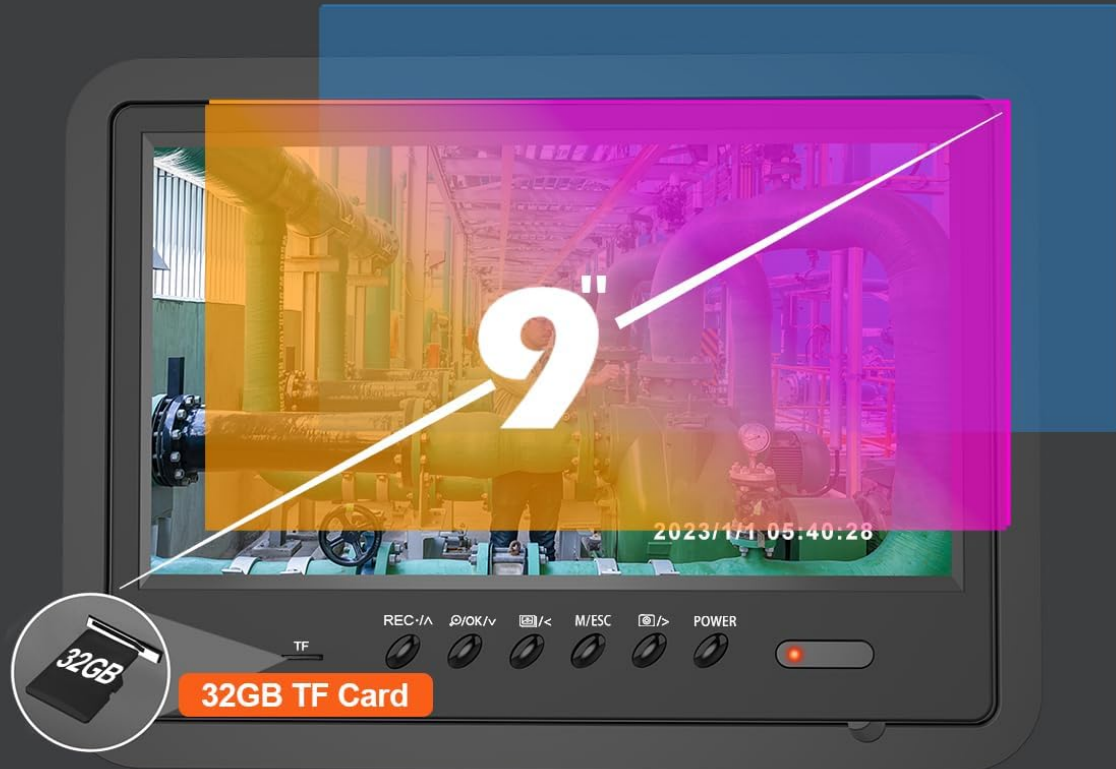 9"
2023/1/1 05:40:28
REC·/∧ /OK/∨ /< M/ESC /> POWER
TF
32GB
32GB TF Card